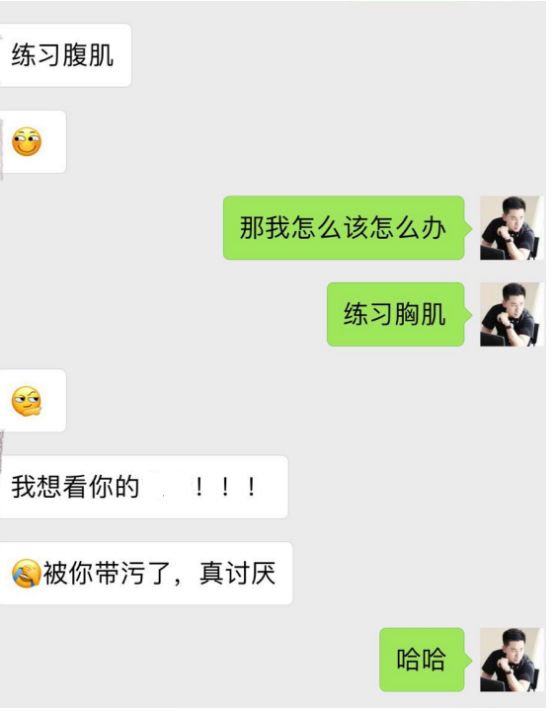 练习腹肌
那我怎么该怎么办
练习胸肌
我想看你的 ！！！
被你带污了，真讨厌
哈哈